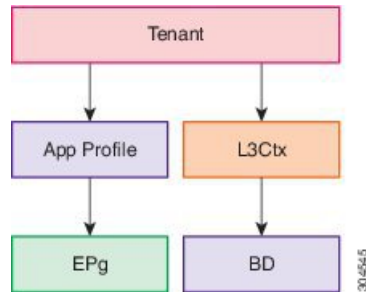 Tenant
App Profile
L3Ctx
EPg
BD
304545